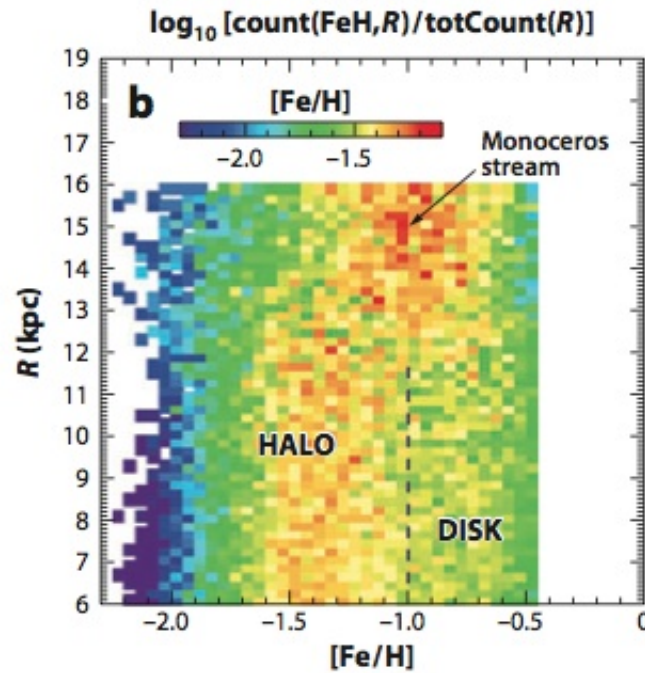 log₁₀ [count(FeH,R)/totCount(R)]
b
[Fe/H]
−2.0 −1.5
Monoceros
stream
19
18
17
16
15
14
13
12
11
10
9
8
7
6
R (kpc)
HALO
DISK
−2.0 −1.5 −1.0 −0.5 0
[Fe/H]